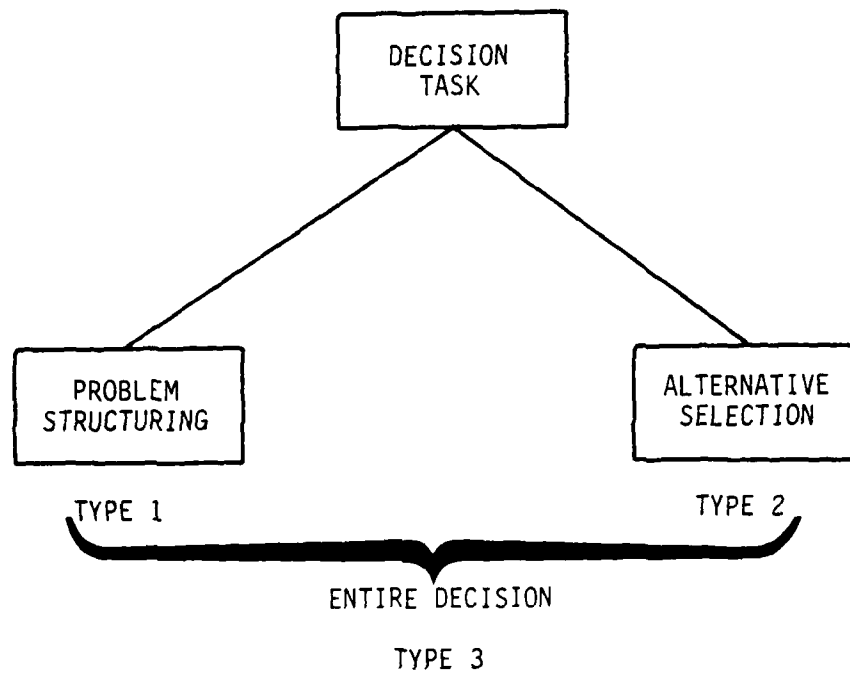 DECISION
TASK
PROBLEM
STRUCTURING
ALTERNATIVE
SELECTION
TYPE 1
TYPE 2
ENTIRE DECISION
TYPE 3